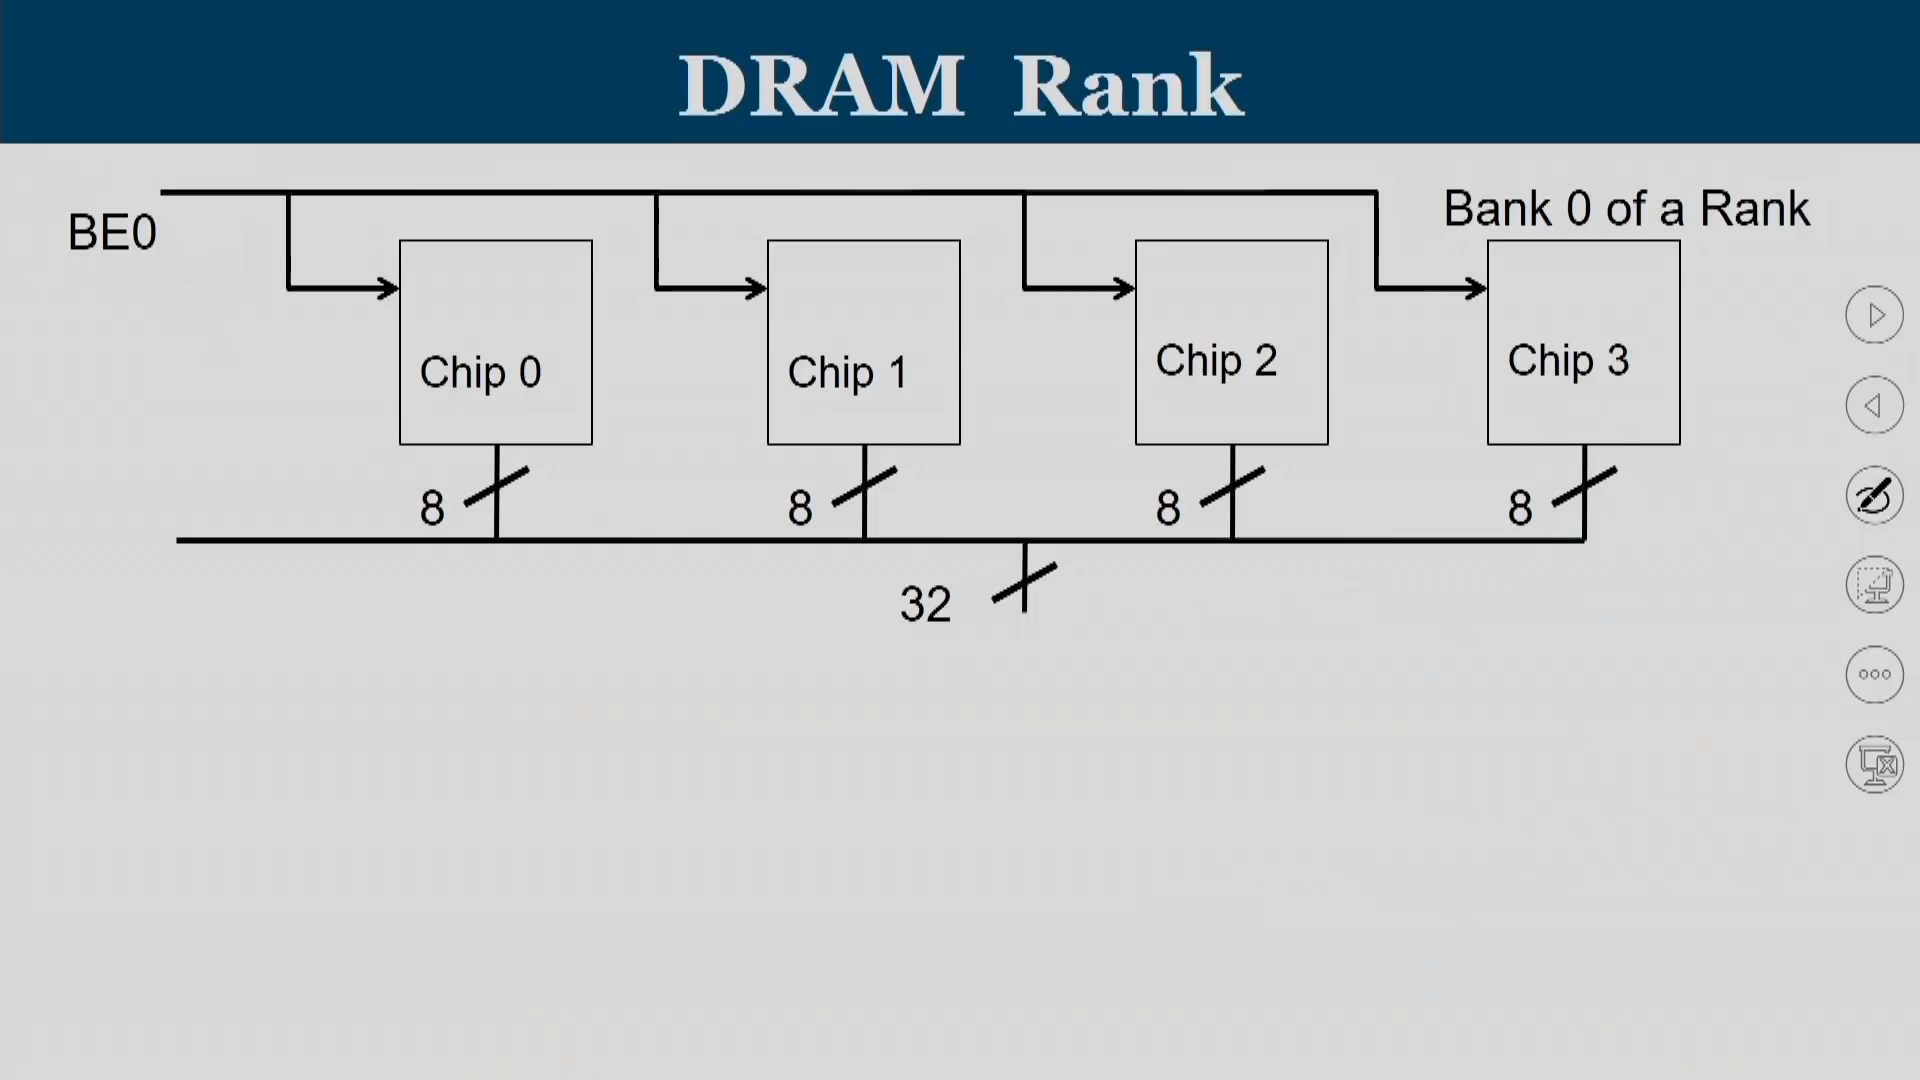 DRAM Rank
BE0
Bank 0 of a Rank
Chip 0
Chip 1
Chip 2
Chip 3
8
8
8
8
32